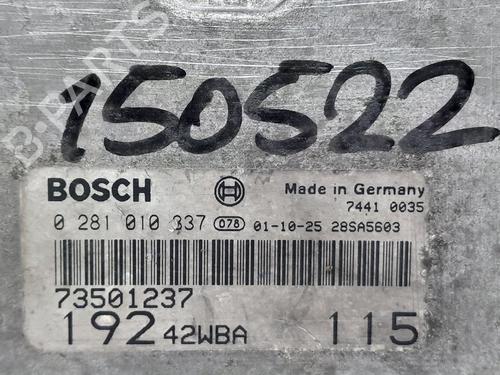 B-PARTS
150522
BOSCH
Made in Germany
7441 0035
0 281 010 337 078 01-10-25 28SA5603
73501237
192 42WBA 115